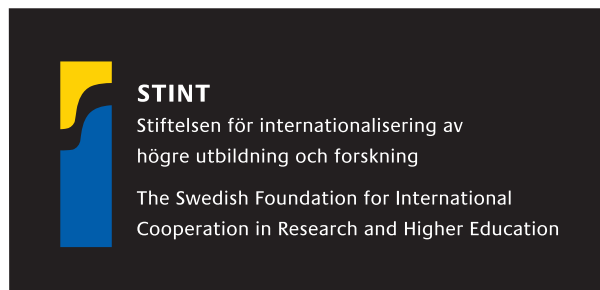 STINT
Stiftelsen för internationalisering av
högre utbildning och forskning
The Swedish Foundation for International
Cooperation in Research and Higher Education